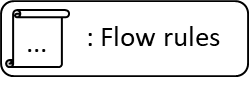 ... : Flow rules